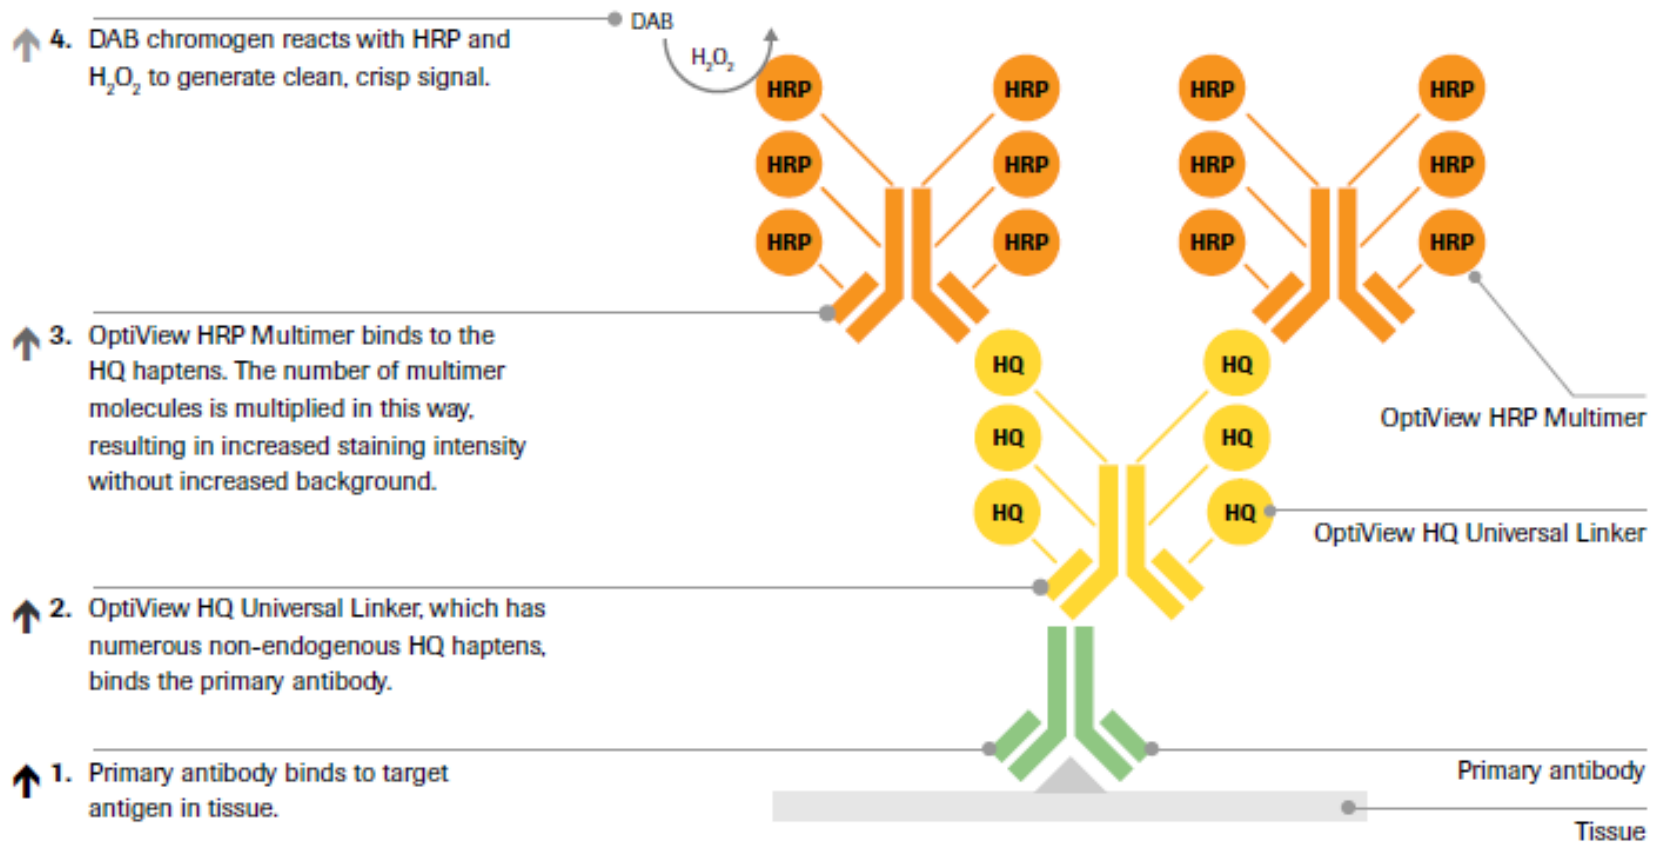 DAB
4. DAB chromogen reacts with HRP and
H₂O₂ to generate clean, crisp signal.
H₂O₂
HRP HRP HRP HRP
HRP HRP HRP HRP
HRP HRP HRP HRP
3. OptiView HRP Multimer binds to the
HQ haptens. The number of multimer
molecules is multiplied in this way,
resulting in increased staining intensity
without increased background.
HQ HQ
OptiView HRP Multimer
HQ HQ
HQ HQ
OptiView HQ Universal Linker
2. OptiView HQ Universal Linker, which has
numerous non-endogenous HQ haptens,
binds the primary antibody.
1. Primary antibody binds to target
antigen in tissue.
Primary antibody
Tissue